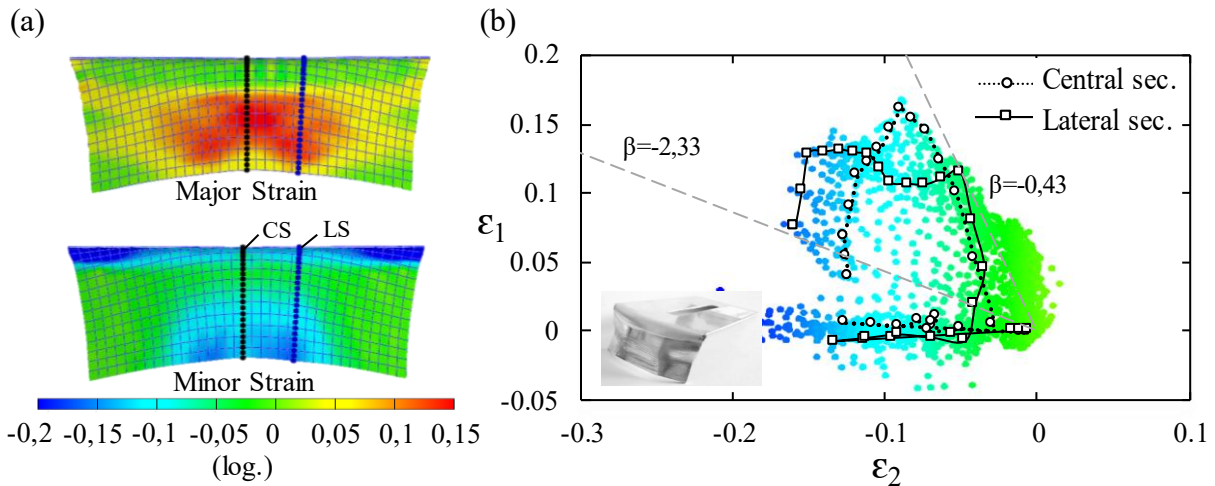 (a)
Major Strain
CS LS
Minor Strain
-0,2 -0,15 -0,1 -0,05 0 0,05 0,1 0,15
(log.)
(b)
0.2
0.15
0.1
0.05
0
-0.05
ε1
-0.3 -0.2 -0.1 0 0.1
ε2
β=-2,33
β=-0,43
Central sec.
Lateral sec.